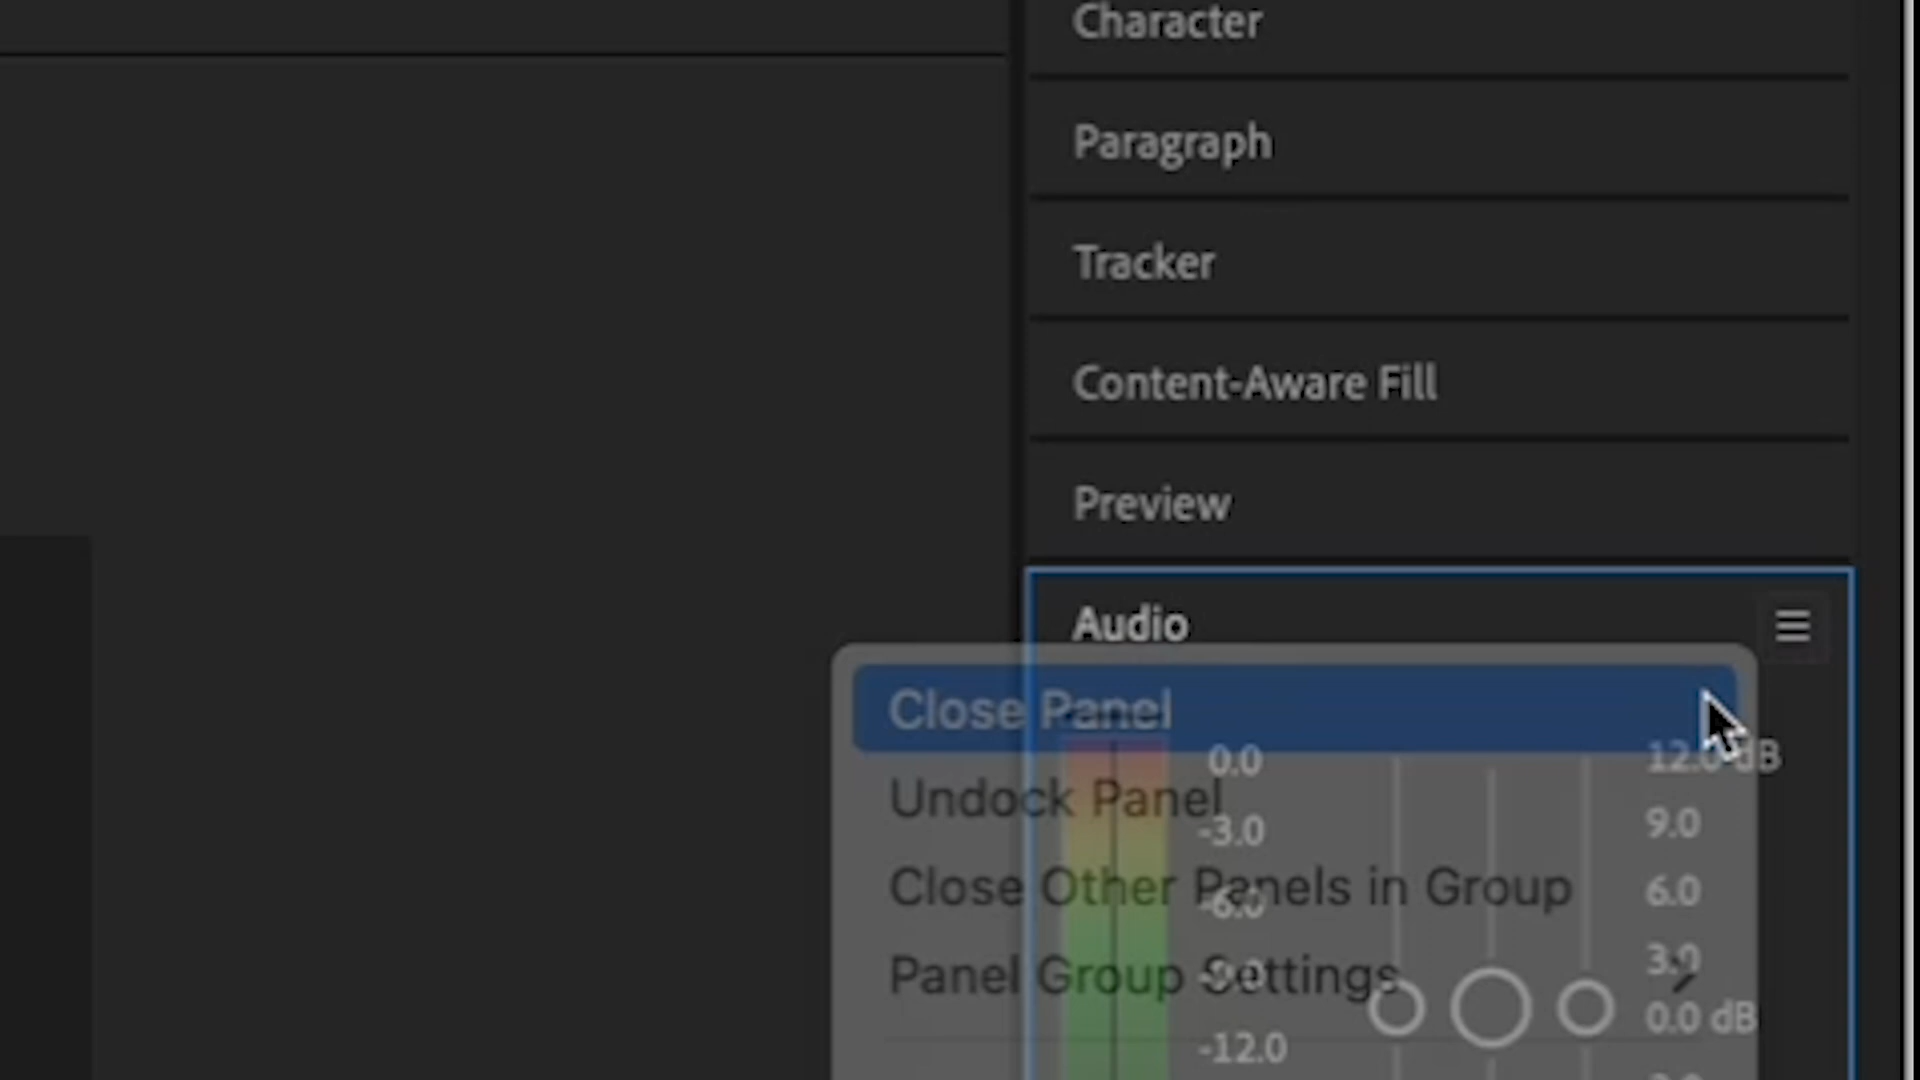 Character
Paragraph
Tracker
Content-Aware Fill
Preview
Audio
Close Panel
0.0
12.0 dB
Undock Panel
-3.0
9.0
Close Other Panels in Group
-6.0
6.0
Panel Group Settings
-9.0
3.0
0.0 dB
-12.0